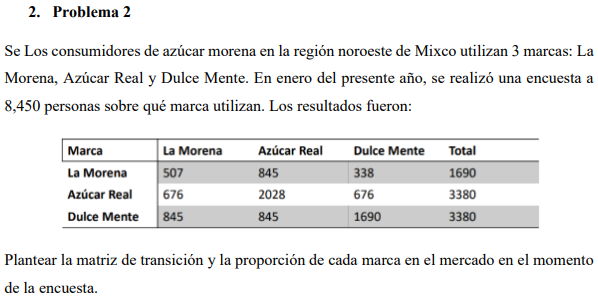 2. Problema 2
Se Los consumidores de azúcar morena en la región noroeste de Mixco utilizan 3 marcas: La
Morena, Azúcar Real y Dulce Mente. En enero del presente año, se realizó una encuesta a
8,450 personas sobre qué marca utilizan. Los resultados fueron:
Marca La Morena Azúcar Real Dulce Mente Total
La Morena 507 845 338 1690
Azúcar Real 676 2028 676 3380
Dulce Mente 845 845 1690 3380
Plantear la matriz de transición y la proporción de cada marca en el mercado en el momento
de la encuesta.